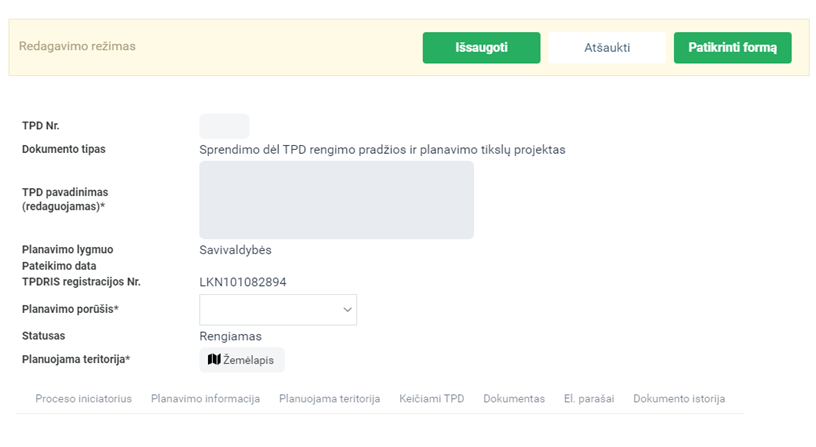 Redagavimo režimas
Išsaugoti
Atšaukti
Patikrinti formą
TPD Nr.
Dokumento tipas
Sprendimo dėl TPD rengimo pradžios ir planavimo tikslų projektas
TPD pavadinimas
(redaguojamas)*
Planavimo lygmuo
Savivaldybės
Pateikimo data
TPDRIS registracijos Nr.
LKN101082894
Planavimo porūšis*
Statusas
Rengiamas
Planuojama teritorija*
Žemėlapis
Proceso iniciatorius
Planavimo informacija
Planuojama teritorija
Keičiami TPD
Dokumentas
El. parašai
Dokumento istorija